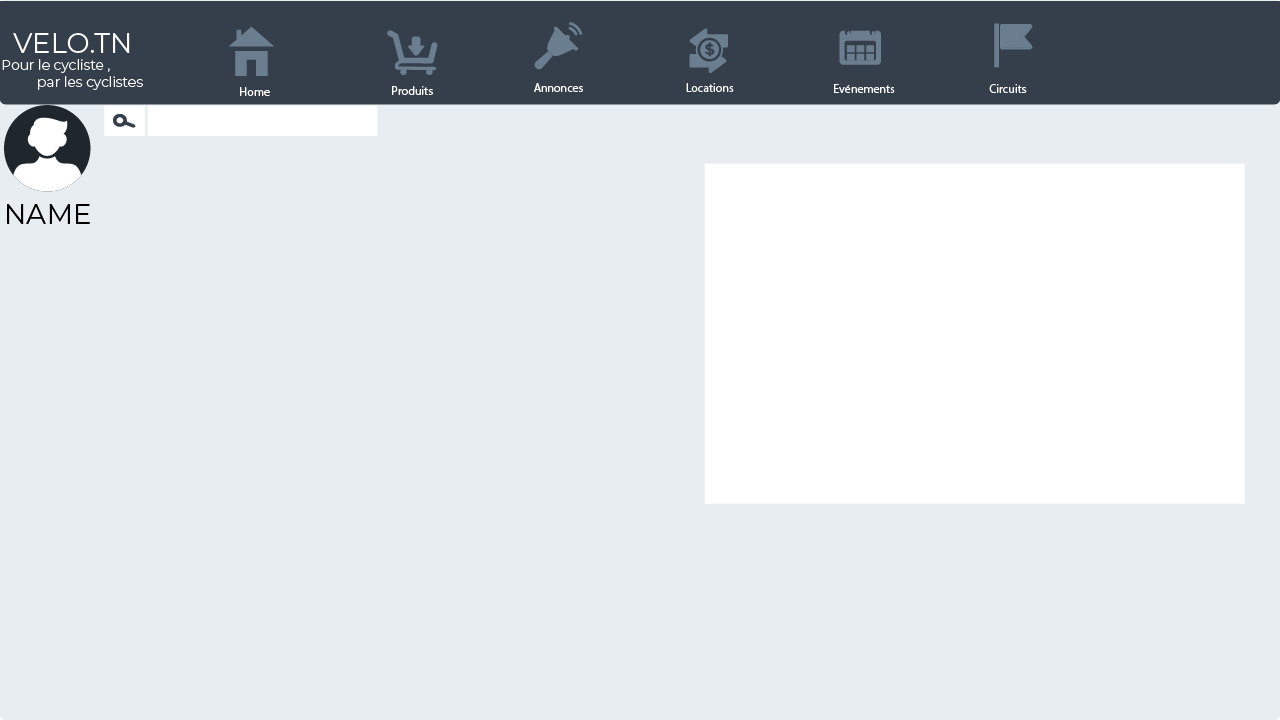 VELO.TN
Pour le cycliste ,
par les cyclistes
Home
Produits
Annonces
Locations
Evénements
Circuits
NAME